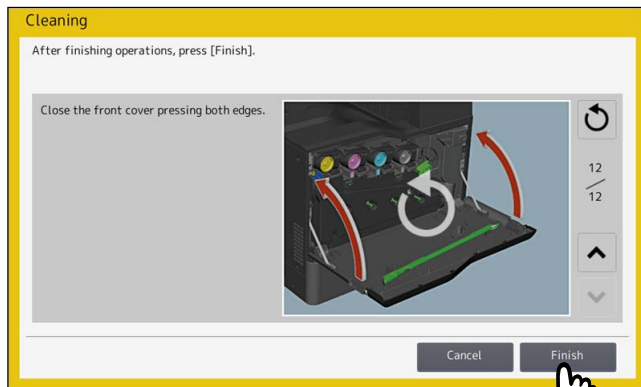 Cleaning
After finishing operations, press [Finish].
Close the front cover pressing both edges.
12
12
Cancel
Finish